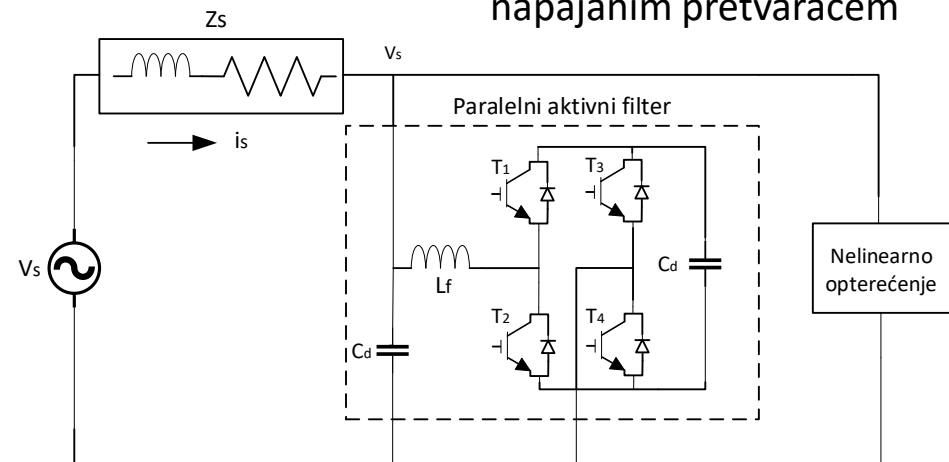 napajanim pretvaračem
Zs
Vs
is
Paralelni aktivni filter
T1
T3
Vs
Lf
Cd
Nelinearno
opterećenje
T2
T4
Cd